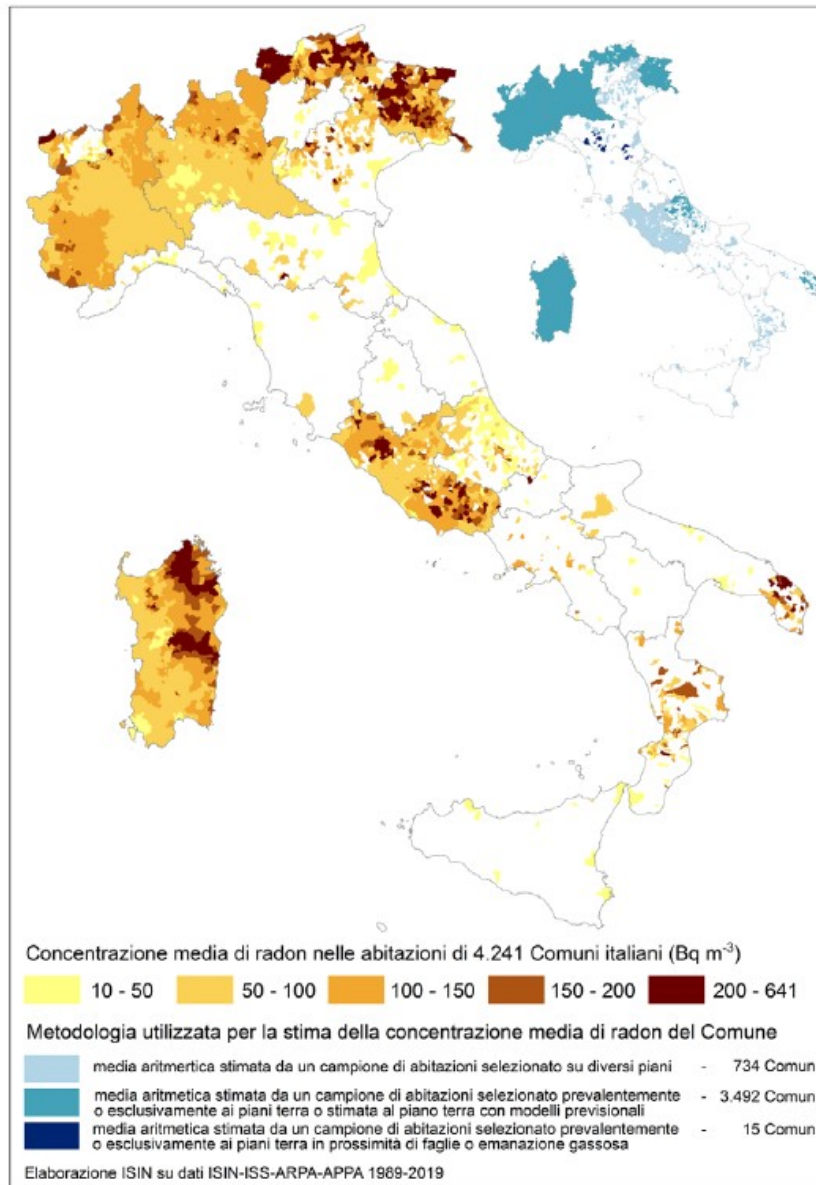 Concentrazione media di radon nelle abitazioni di 4.241 Comuni italiani (Bq m⁻³)
10 - 50
50 - 100
100 - 150
150 - 200
200 - 641
Metodologia utilizzata per la stima della concentrazione media di radon del Comune
media aritmertica stimata da un campione di abitazioni selezionato su diversi piani - 734 Comun
media aritmetica stimata da un campione di abitazioni selezionato prevalentemente - 3.492 Comun
o esclusivamente ai piani terra o stimata al piano terra con modelli previsionali
media aritmetica stimata da un campione di abitazioni selezionato prevalentemente - 15 Comun
o esclusivamente ai piani terra in prossimità di faglie o emanazione gassosa
Elaborazione ISIN su dati ISIN-ISS-ARPA-APPA 1989-2019